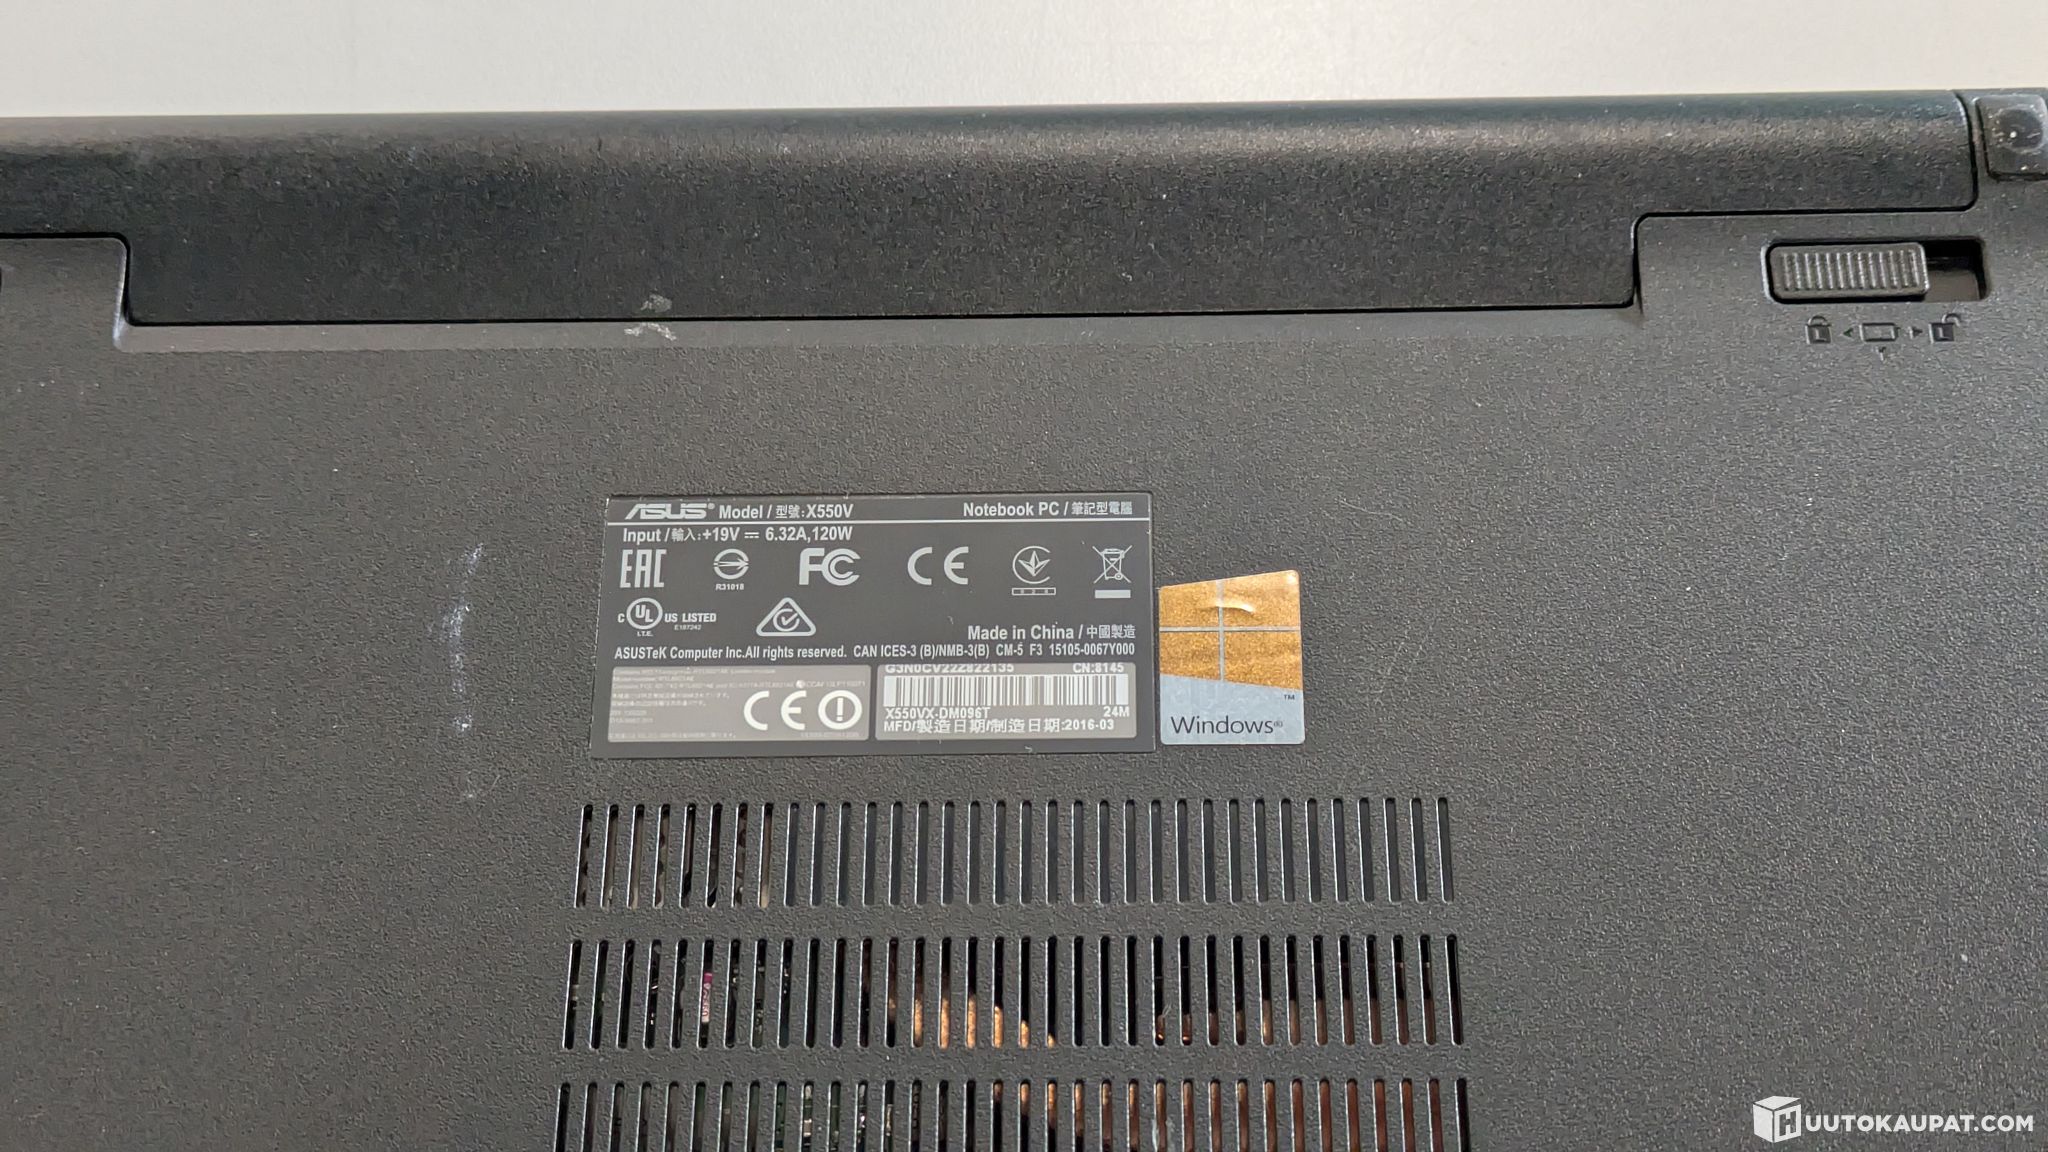 ASUS® Model / 型號:X550V Notebook PC / 筆記型電腦
Input / 輸入:+19V ⎓ 6.32A,120W
EAC R31018 FC CE
C UL US LISTED
I.T.E. E187242
Made in China / 中國製造
ASUSTeK Computer Inc.All rights reserved. CAN ICES-3 (B)/NMB-3(B) CM-5 F3 15105-0067Y000
CE
G3N0CV222822135 CN:8145
X550VX-DM096T 24M
MFD/製造日期/制造日期:2016-03
Windows ™
HUUTOKAUPAT.COM